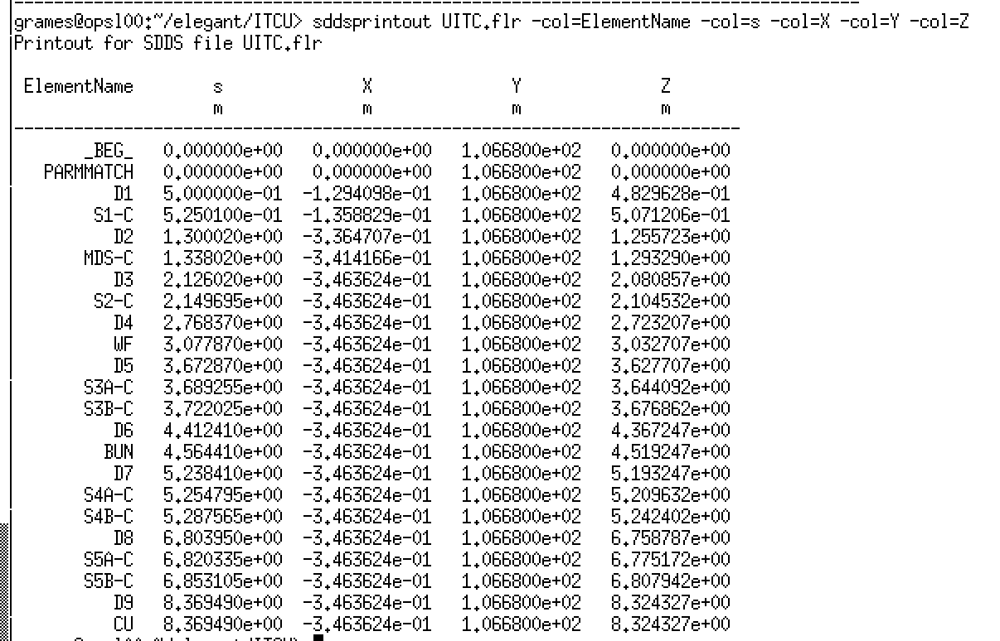 ------------------------------------------------------------------------------------
grames@opsl00:~/elegant/ITCU> sddsprintout UITC.flr -col=ElementName -col=s -col=X -col=Y -col=Z
Printout for SDDS file UITC.flr
ElementName s X Y Z
m m m m
-------------------------------------------------------------------------
_BEG_ 0.000000e+00 0.000000e+00 1.066800e+02 0.000000e+00
PARMMATCH 0.000000e+00 0.000000e+00 1.066800e+02 0.000000e+00
D1 5.000000e-01 -1.294098e-01 1.066800e+02 4.829628e-01
S1-C 5.250100e-01 -1.358829e-01 1.066800e+02 5.071206e-01
D2 1.300020e+00 -3.364707e-01 1.066800e+02 1.255723e+00
MDS-C 1.338020e+00 -3.414166e-01 1.066800e+02 1.293290e+00
D3 2.126020e+00 -3.463624e-01 1.066800e+02 2.080857e+00
S2-C 2.149695e+00 -3.463624e-01 1.066800e+02 2.104532e+00
D4 2.768370e+00 -3.463624e-01 1.066800e+02 2.723207e+00
WF 3.077870e+00 -3.463624e-01 1.066800e+02 3.032707e+00
D5 3.672870e+00 -3.463624e-01 1.066800e+02 3.627707e+00
S3A-C 3.689255e+00 -3.463624e-01 1.066800e+02 3.644092e+00
S3B-C 3.722025e+00 -3.463624e-01 1.066800e+02 3.676862e+00
D6 4.412410e+00 -3.463624e-01 1.066800e+02 4.367247e+00
BUN 4.564410e+00 -3.463624e-01 1.066800e+02 4.519247e+00
D7 5.238410e+00 -3.463624e-01 1.066800e+02 5.193247e+00
S4A-C 5.254795e+00 -3.463624e-01 1.066800e+02 5.209632e+00
S4B-C 5.287565e+00 -3.463624e-01 1.066800e+02 5.242402e+00
D8 6.803950e+00 -3.463624e-01 1.066800e+02 6.758787e+00
S5A-C 6.820335e+00 -3.463624e-01 1.066800e+02 6.775172e+00
S5B-C 6.853105e+00 -3.463624e-01 1.066800e+02 6.807942e+00
D9 8.369490e+00 -3.463624e-01 1.066800e+02 8.324327e+00
CU 8.369490e+00 -3.463624e-01 1.066800e+02 8.324327e+00